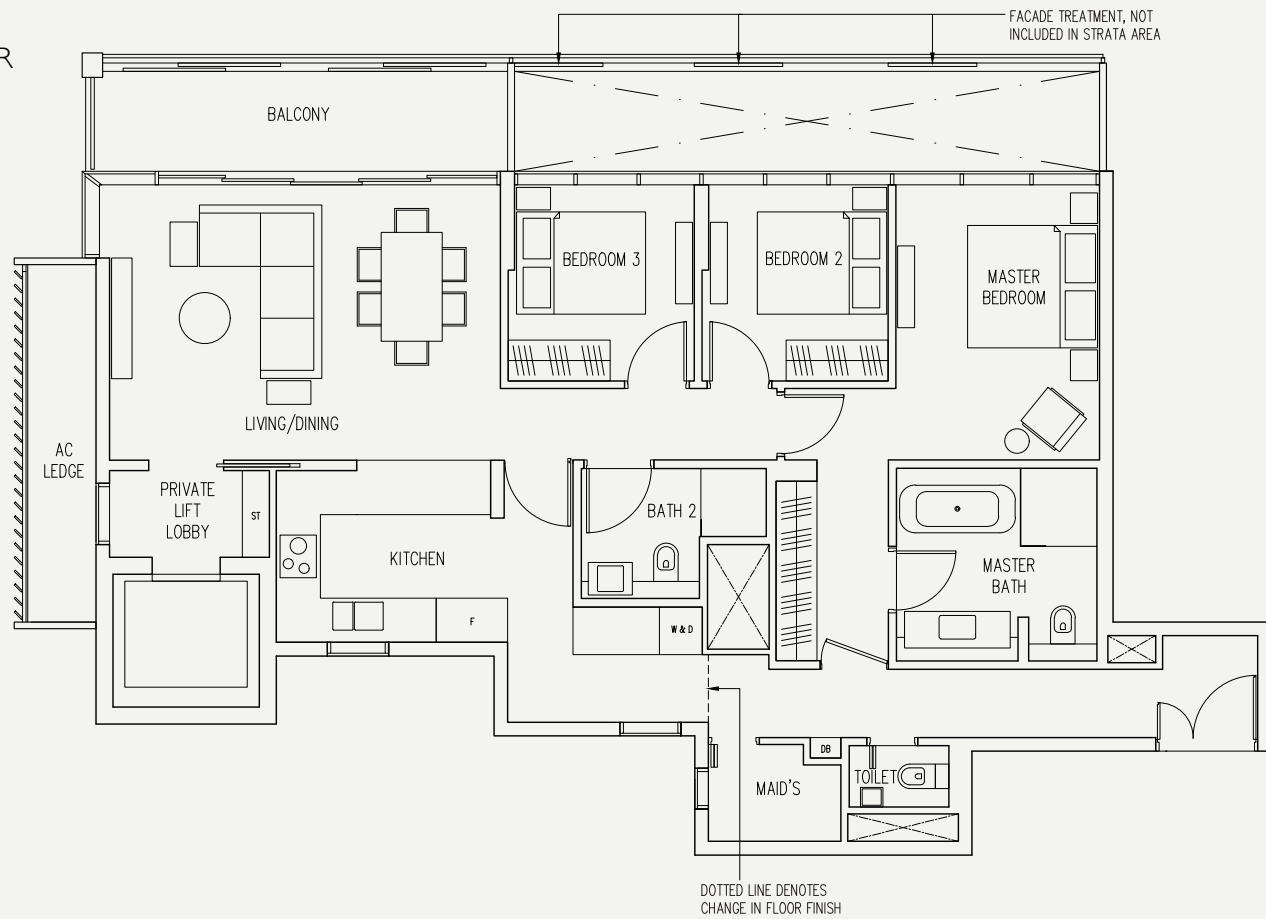 FACADE TREATMENT, NOT
INCLUDED IN STRATA AREA
R
BALCONY
BEDROOM 3
BEDROOM 2
MASTER
BEDROOM
LIVING/DINING
AC
LEDGE
PRIVATE
LIFT
LOBBY
ST
KITCHEN
BATH 2
MASTER
BATH
F
W & D
DB
TOILET
MAID'S
DOTTED LINE DENOTES
CHANGE IN FLOOR FINISH